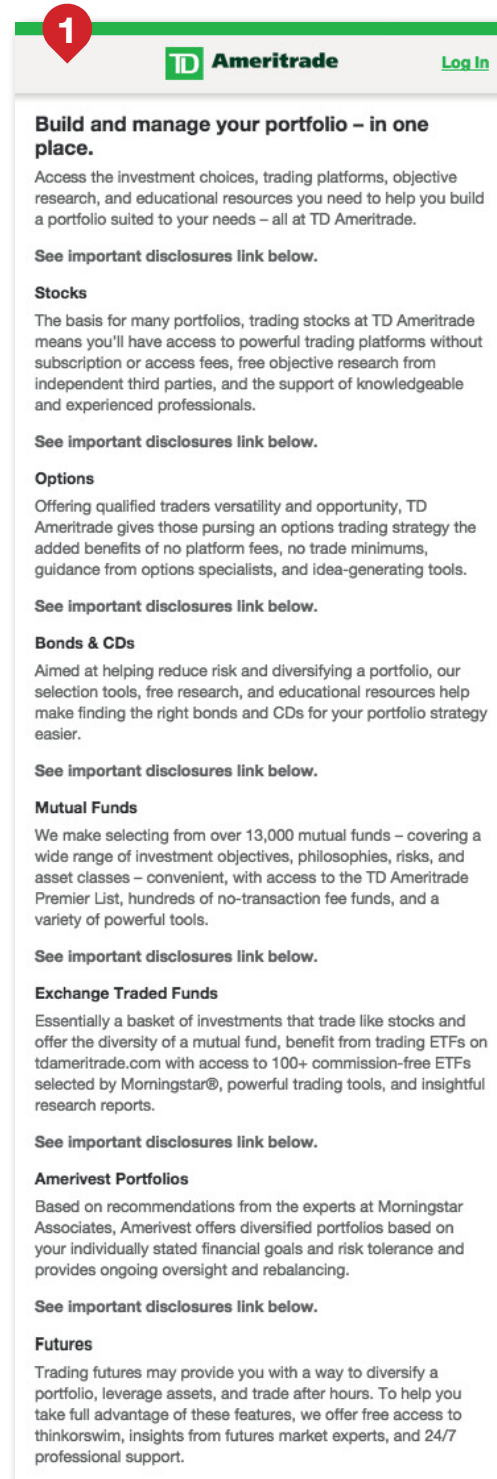 1
TD Ameritrade
Log In
Build and manage your portfolio – in one
place.
Access the investment choices, trading platforms, objective
research, and educational resources you need to help you build
a portfolio suited to your needs – all at TD Ameritrade.
See important disclosures link below.
Stocks
The basis for many portfolios, trading stocks at TD Ameritrade
means you'll have access to powerful trading platforms without
subscription or access fees, free objective research from
independent third parties, and the support of knowledgeable
and experienced professionals.
See important disclosures link below.
Options
Offering qualified traders versatility and opportunity, TD
Ameritrade gives those pursing an options trading strategy the
added benefits of no platform fees, no trade minimums,
guidance from options specialists, and idea-generating tools.
See important disclosures link below.
Bonds & CDs
Aimed at helping reduce risk and diversifying a portfolio, our
selection tools, free research, and educational resources help
make finding the right bonds and CDs for your portfolio strategy
easier.
See important disclosures link below.
Mutual Funds
We make selecting from over 13,000 mutual funds – covering a
wide range of investment objectives, philosophies, risks, and
asset classes – convenient, with access to the TD Ameritrade
Premier List, hundreds of no-transaction fee funds, and a
variety of powerful tools.
See important disclosures link below.
Exchange Traded Funds
Essentially a basket of investments that trade like stocks and
offer the diversity of a mutual fund, benefit from trading ETFs on
tdameritrade.com with access to 100+ commission-free ETFs
selected by Morningstar®, powerful trading tools, and insightful
research reports.
See important disclosures link below.
Amerivest Portfolios
Based on recommendations from the experts at Morningstar
Associates, Amerivest offers diversified portfolios based on
your individually stated financial goals and risk tolerance and
provides ongoing oversight and rebalancing.
See important disclosures link below.
Futures
Trading futures may provide you with a way to diversify a
portfolio, leverage assets, and trade after hours. To help you
take full advantage of these features, we offer free access to
thinkorswim, insights from futures market experts, and 24/7
professional support.